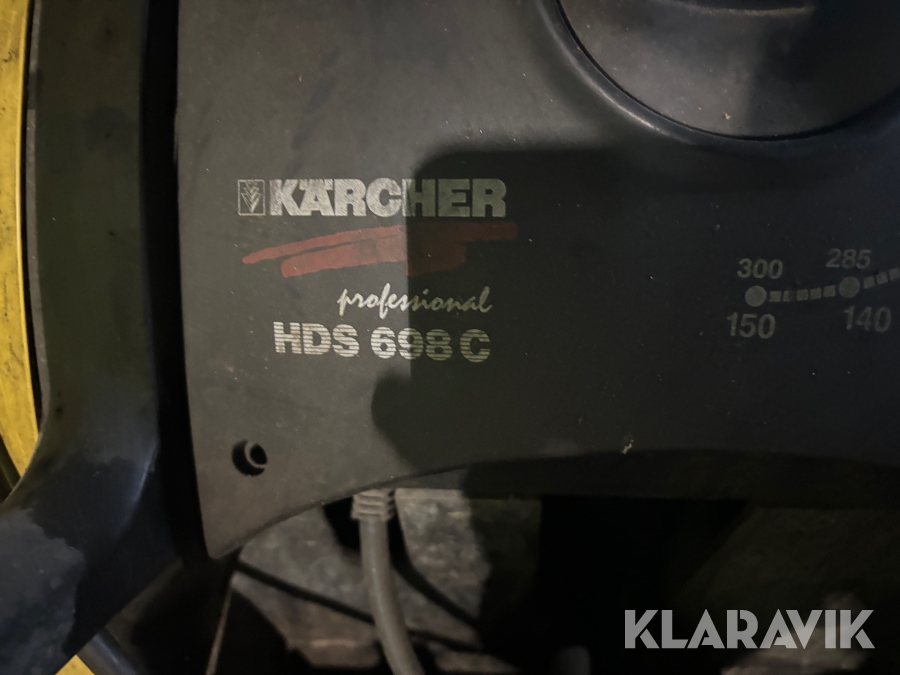 KÄRCHER
professional
HDS 698 C
300 285
150 140
KLARAVIK